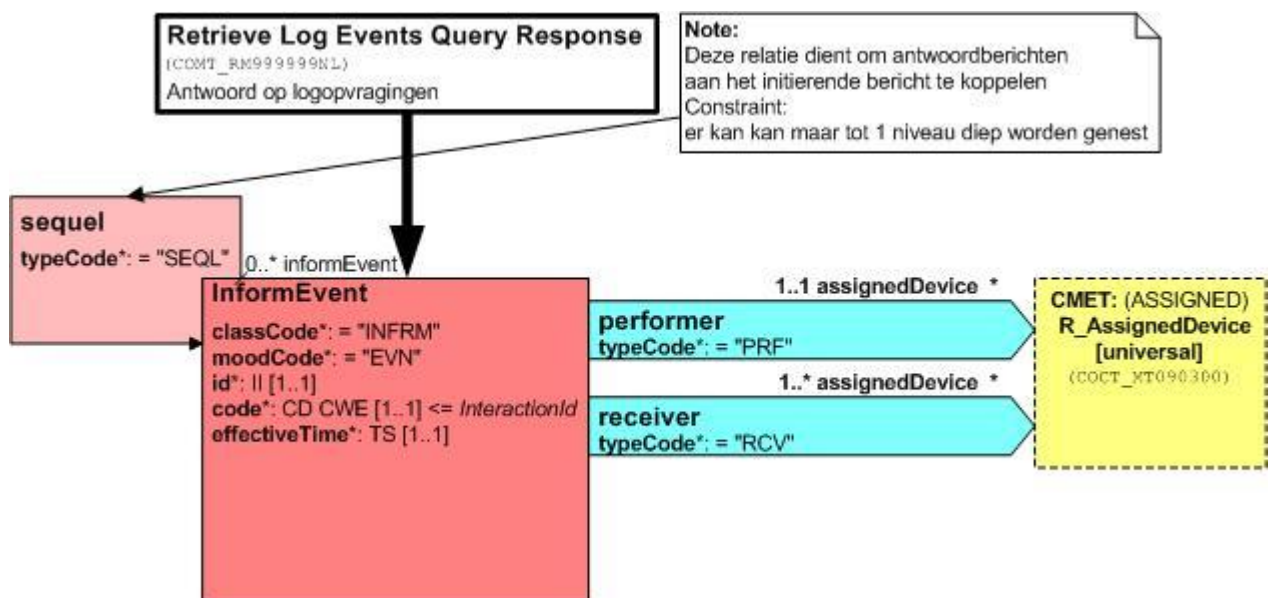 Retrieve Log Events Query Response
(COMT_RM999999NL)
Antwoord op logopvragingen
Note:
Deze relatie dient om antwoordberichten
aan het initierende bericht te koppelen
Constraint:
er kan kan maar tot 1 niveau diep worden genest
sequel
typeCode*: = "SEQL"
0..* informEvent
InformEvent
classCode*: = "INFRM"
moodCode*: = "EVN"
id*: II [1..1]
code*: CD CWE [1..1] <= InteractionId
effectiveTime*: TS [1..1]
1..1 assignedDevice *
performer
typeCode*: = "PRF"
1..* assignedDevice *
receiver
typeCode*: = "RCV"
CMET: (ASSIGNED)
R_AssignedDevice
[universal]
(COCT_MT090300)